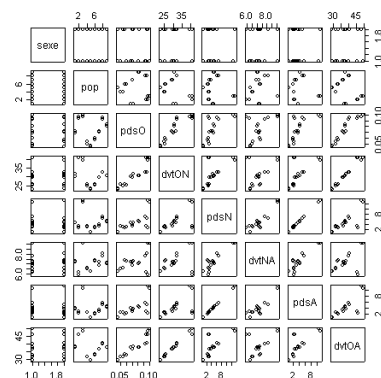 2 6 25 35 6.0 8.0 30 45
sexe 1.0 1.8
2 6 pop
pdsO 0.05 0.10
25 35 dvtON
pdsN 2 8
6.0 8.0 dvtNA
pdsA 2 8
30 45 dvtOA
1.0 1.8 0.05 0.10 2 8 2 8